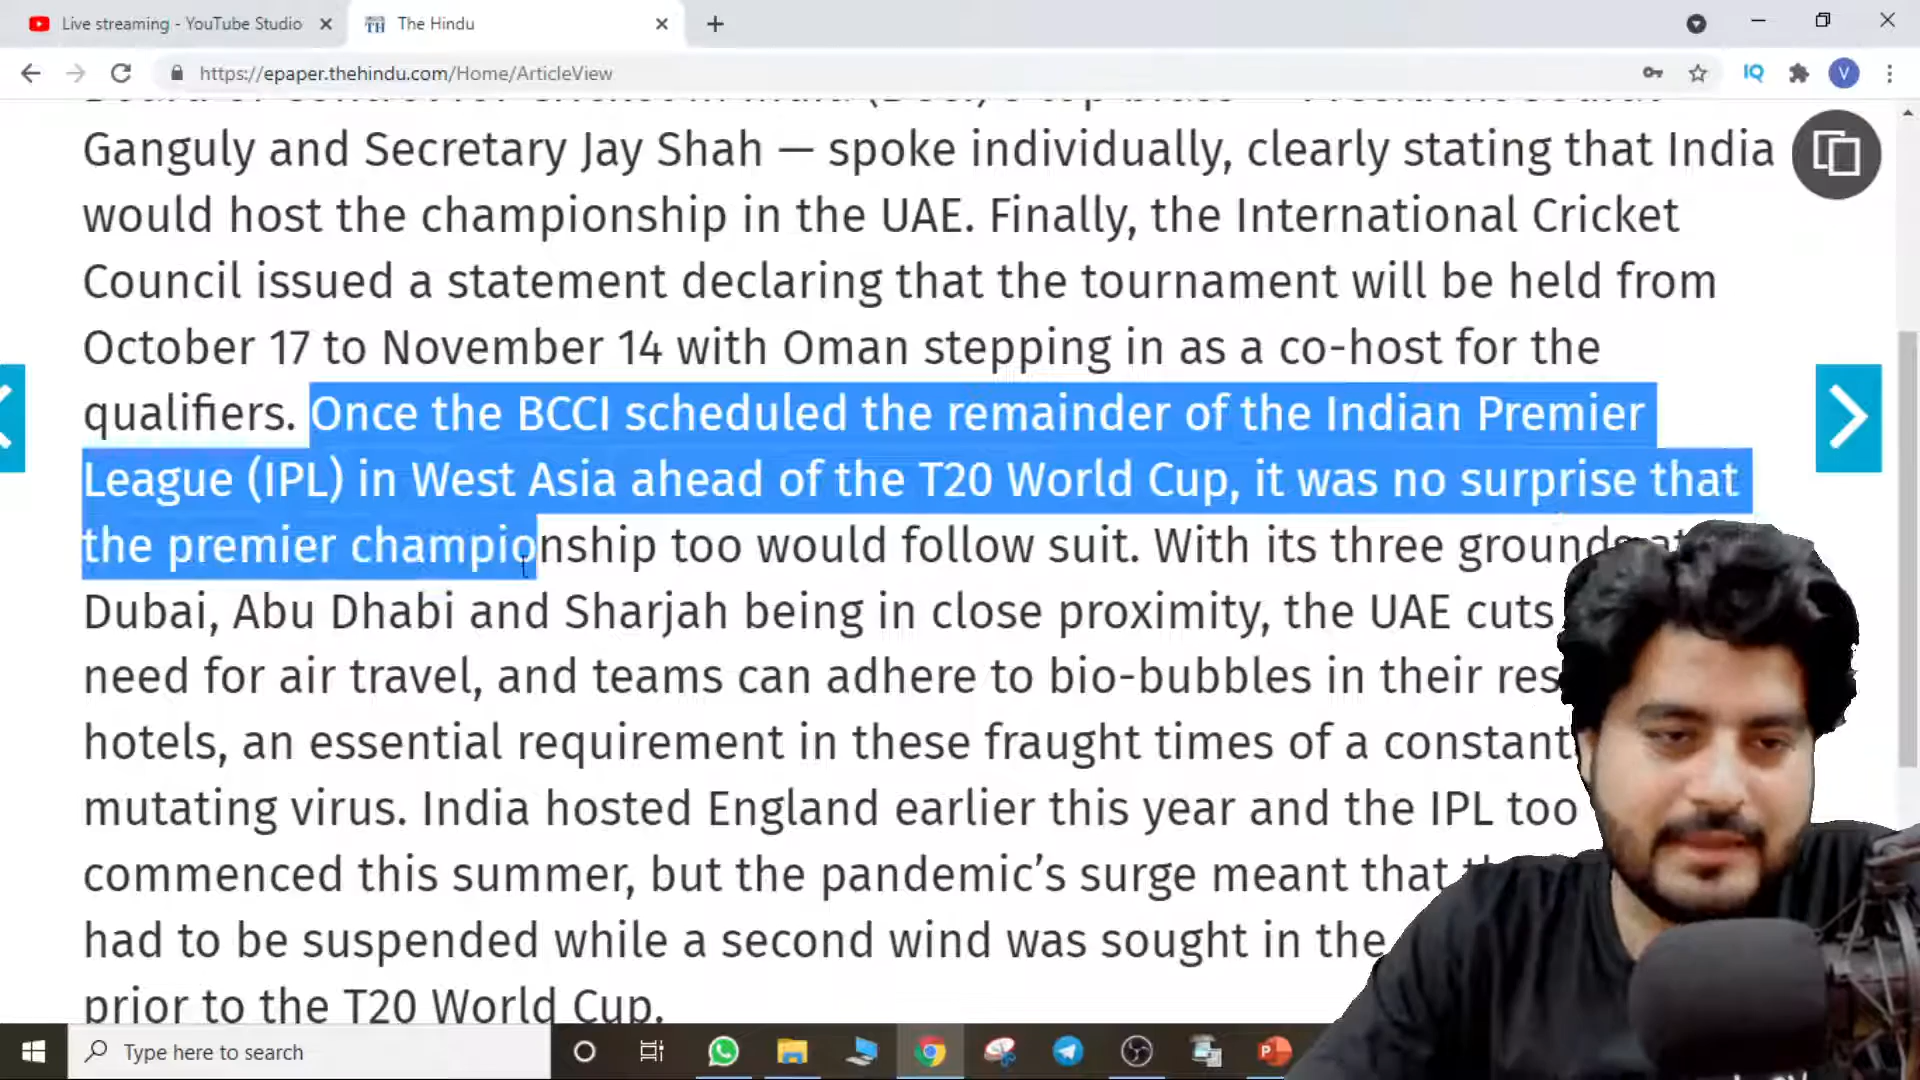 Live streaming - YouTube Studio
The Hindu
https://epaper.thehindu.com/Home/ArticleView
IQ
V
Ganguly and Secretary Jay Shah — spoke individually, clearly stating that India
would host the championship in the UAE. Finally, the International Cricket
Council issued a statement declaring that the tournament will be held from
October 17 to November 14 with Oman stepping in as a co-host for the
qualifiers. Once the BCCI scheduled the remainder of the Indian Premier
League (IPL) in West Asia ahead of the T20 World Cup, it was no surprise that
the premier championship too would follow suit. With its three grounds at
Dubai, Abu Dhabi and Sharjah being in close proximity, the UAE cuts
need for air travel, and teams can adhere to bio-bubbles in their
hotels, an essential requirement in these fraught times of a
mutating virus. India hosted England earlier this year and the IPL too
commenced this summer, but the pandemic’s surge meant that
had to be suspended while a second wind was sought in the
prior to the T20 World Cup.
Type here to search